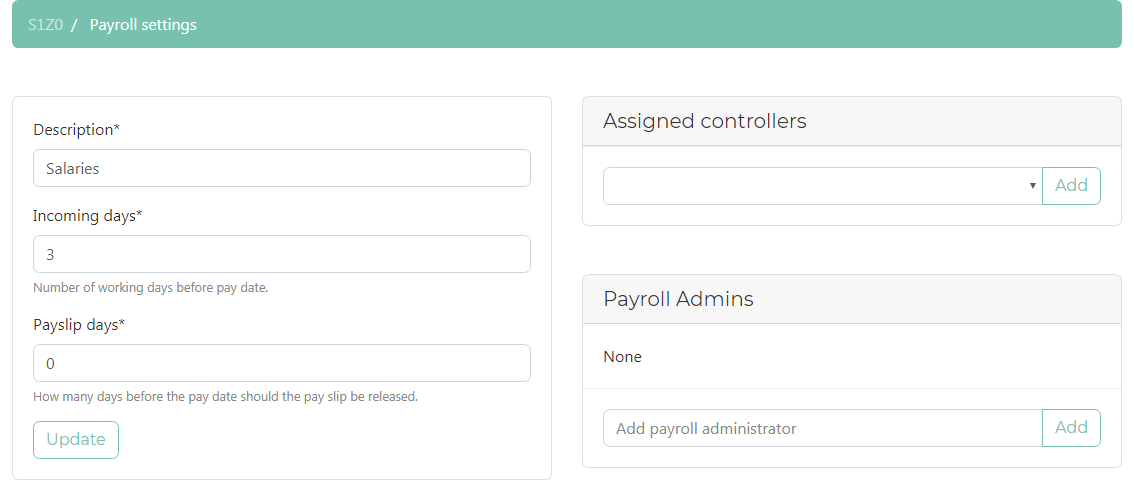 S1Z0 / Payroll settings
Description*
Salaries
Incoming days*
3
Number of working days before pay date.
Payslip days*
0
How many days before the pay date should the pay slip be released.
Update
Assigned controllers
Add
Payroll Admins
None
Add payroll administrator
Add